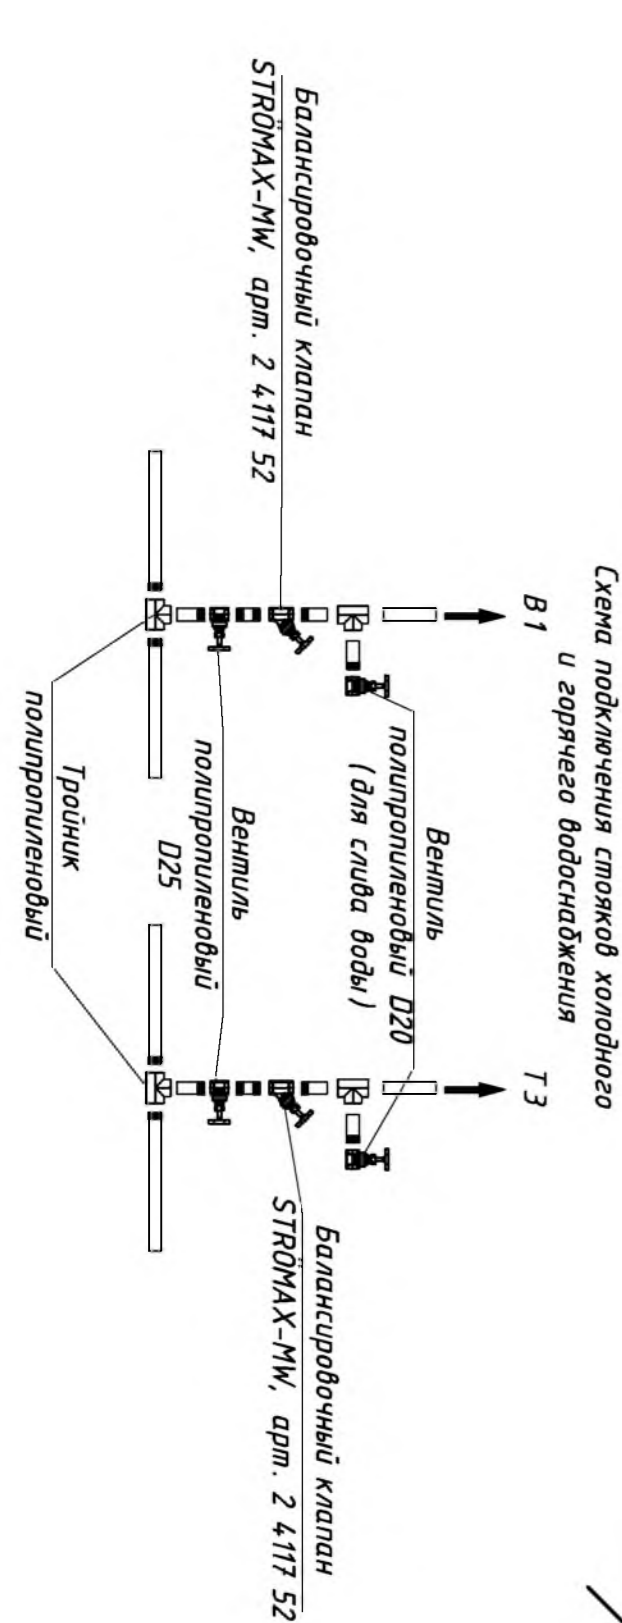 Схема подключения стояков холодного
и горячего водоснабжения
В1
Т3
Вентиль
полипропиленовый D20
(для слива воды)
Балансировочный клапан
STRÖMAX-MW, арт. 2 4117 52
Балансировочный клапан
STRÖMAX-MW, арт. 2 4117 52
Вентиль
полипропиленовый
D25
Тройник
полипропиленовый